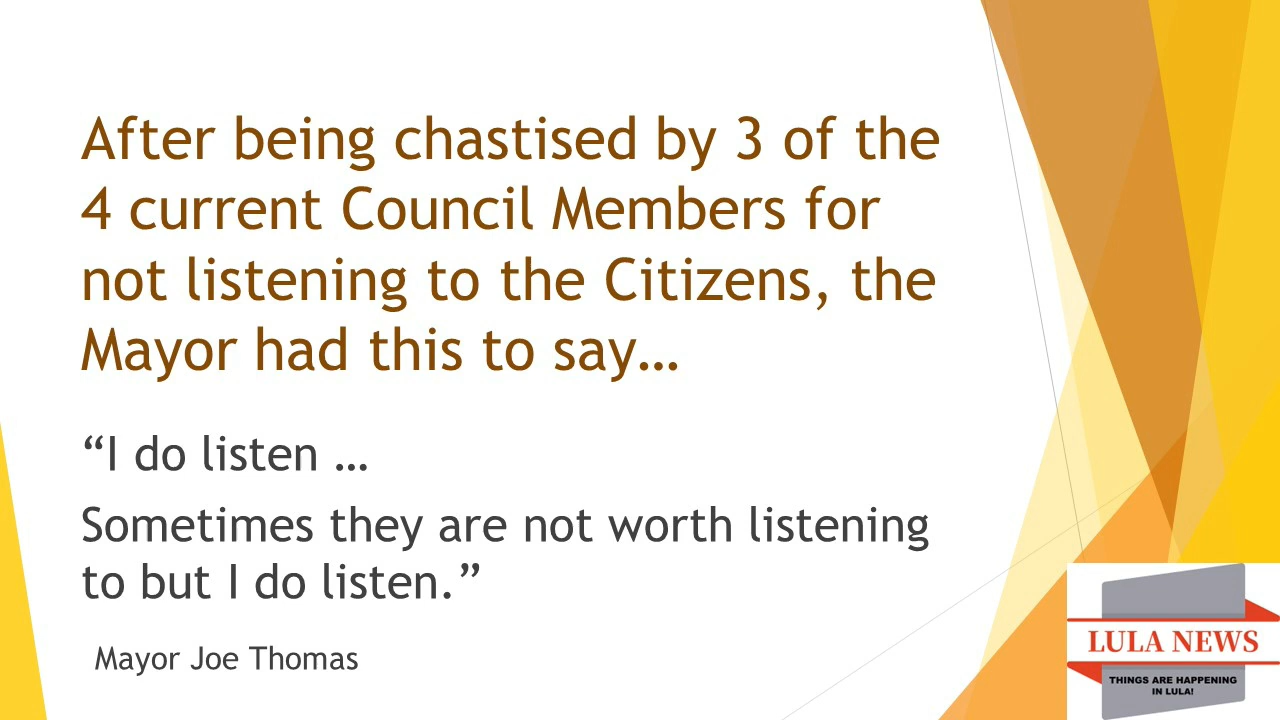 After being chastised by 3 of the
4 current Council Members for
not listening to the Citizens, the
Mayor had this to say…
“I do listen …
Sometimes they are not worth listening
to but I do listen.”
Mayor Joe Thomas
LULA NEWS
THINGS ARE HAPPENING
IN LULA!